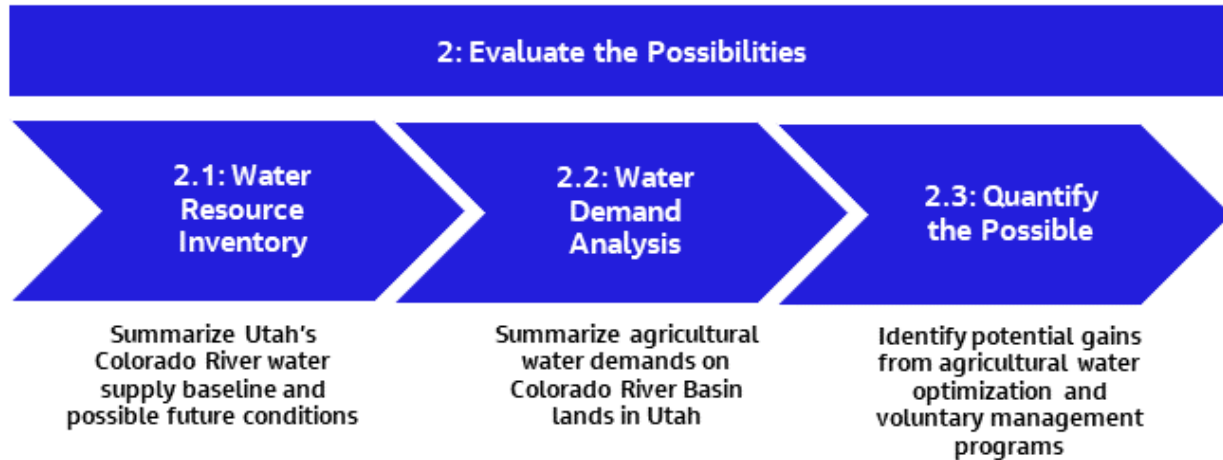 2: Evaluate the Possibilities
2.1: Water
Resource
Inventory
2.2: Water
Demand
Analysis
2.3: Quantify
the Possible
Summarize Utah's
Colorado River water
supply baseline and
possible future conditions
Summarize agricultural
water demands on
Colorado River Basin
lands in Utah
Identify potential gains
from agricultural water
optimization and
voluntary management
programs